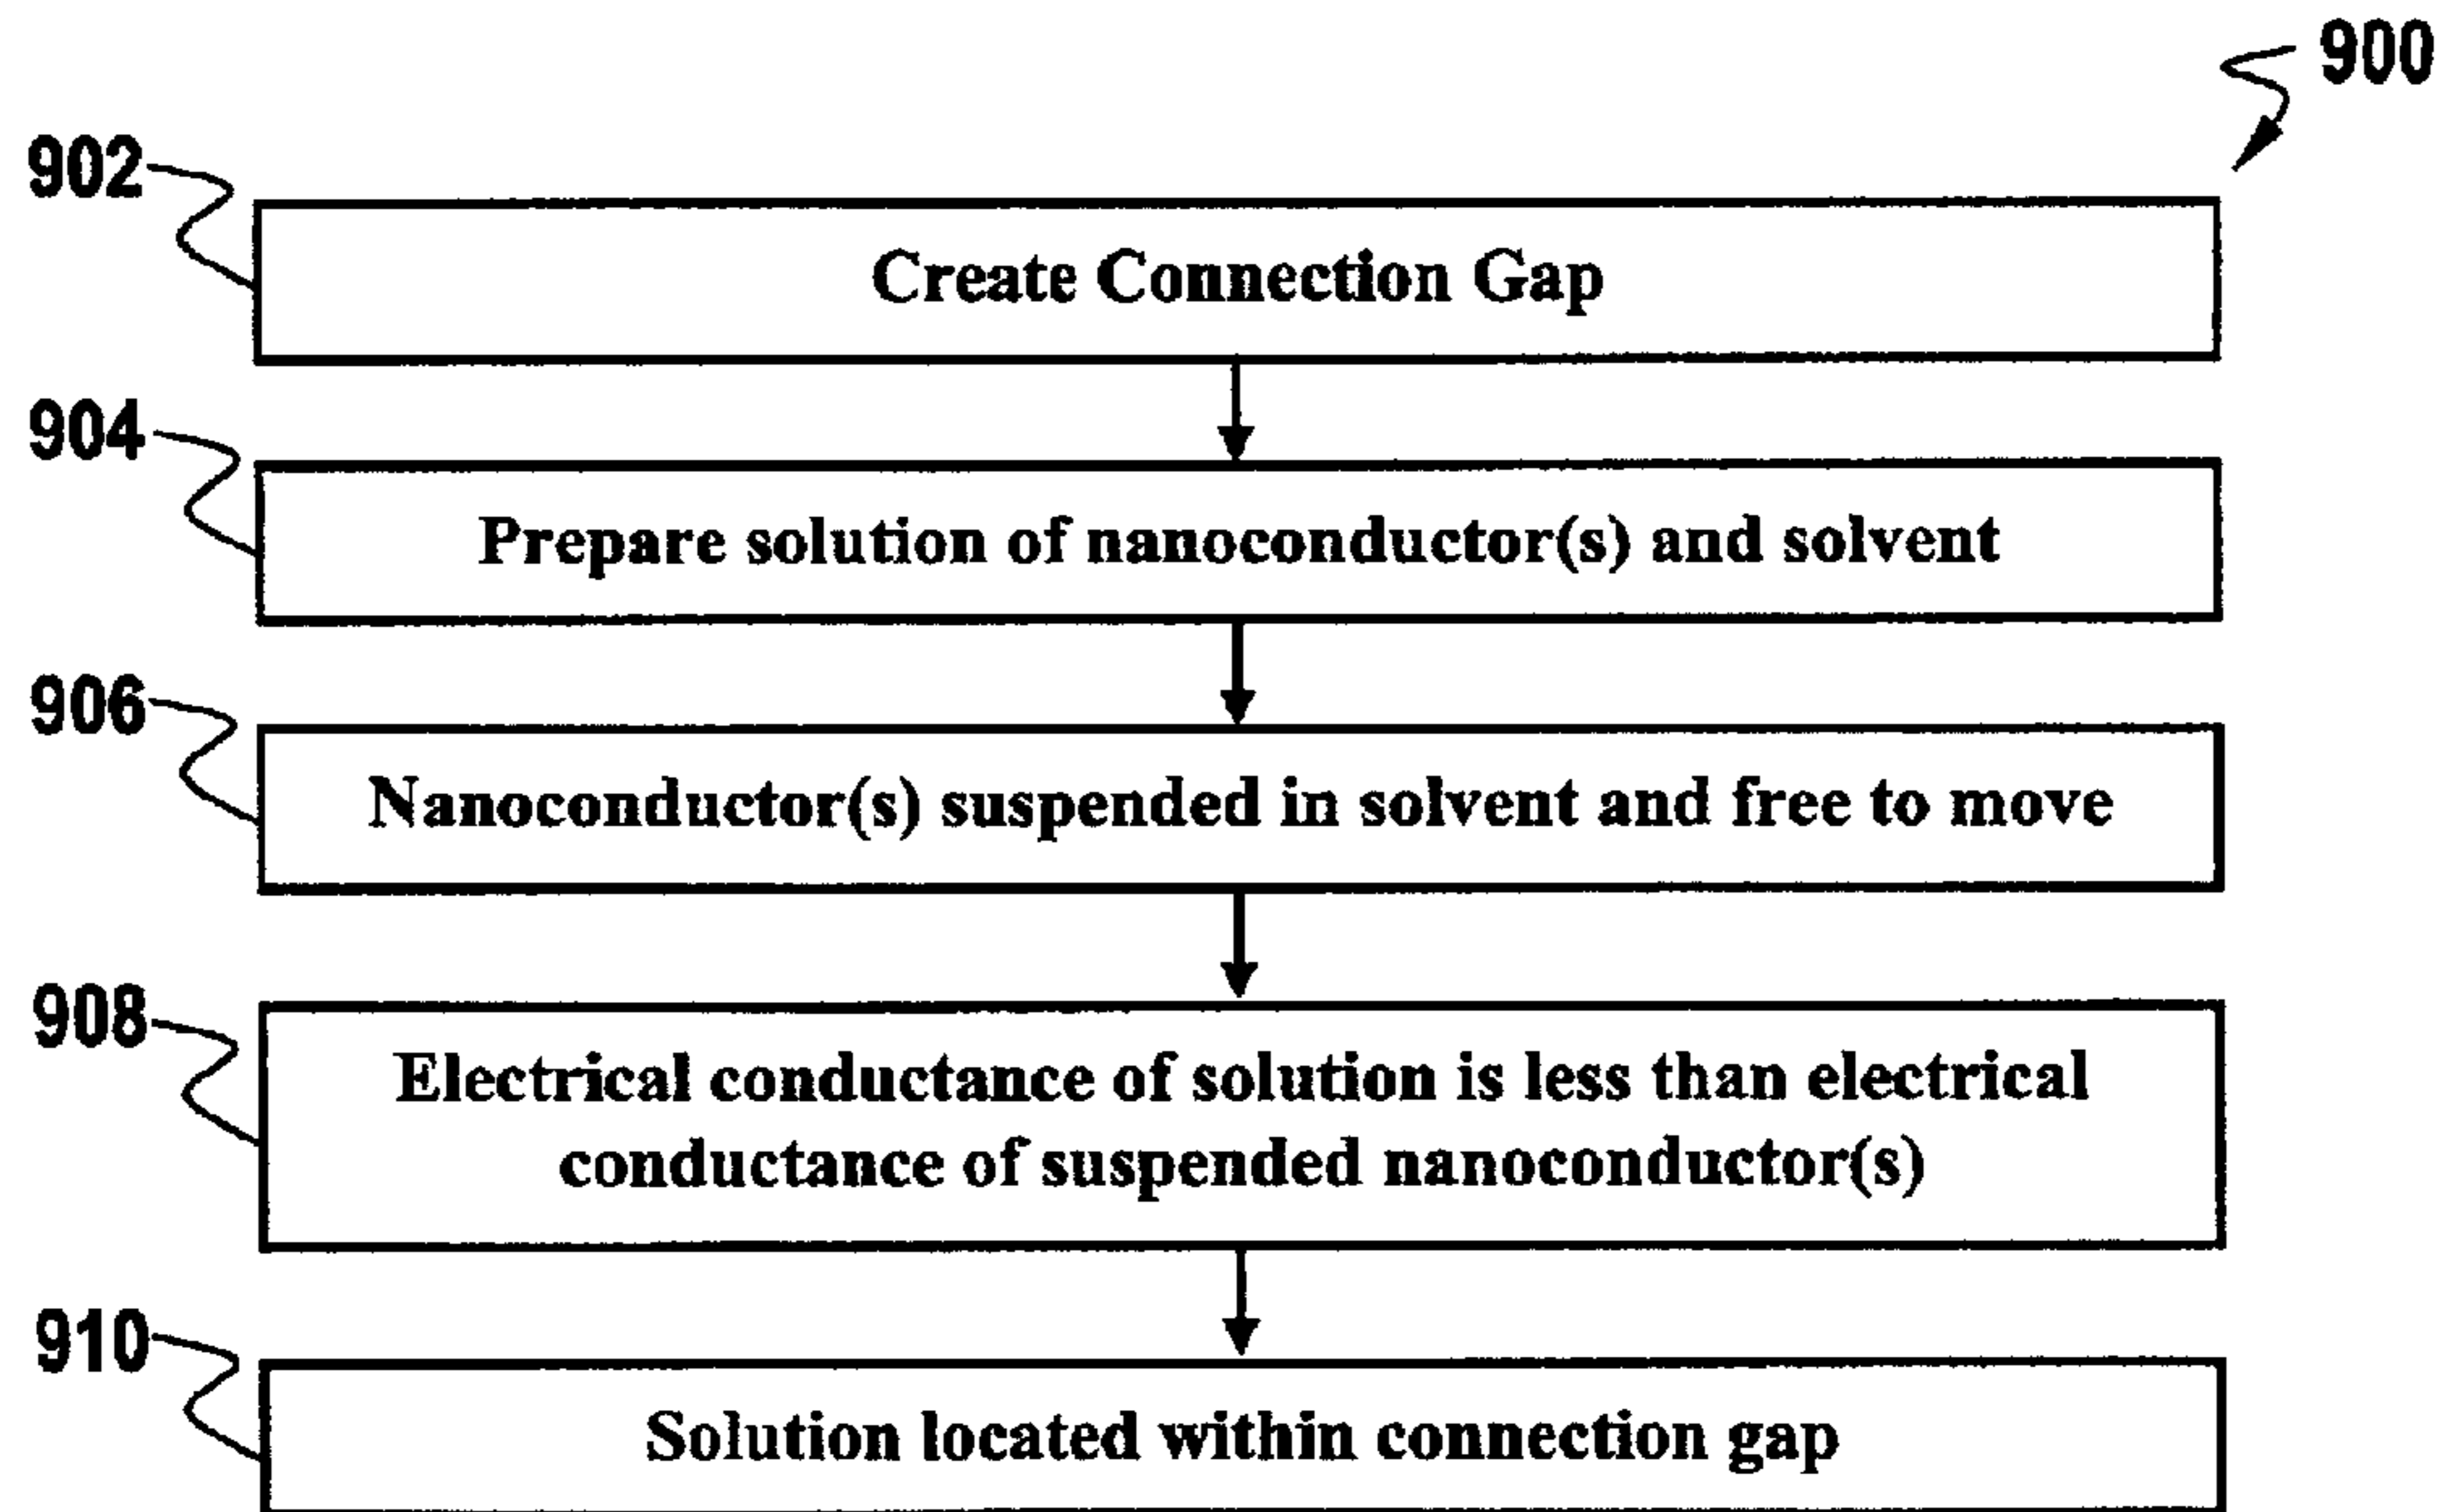 900
902
Create Connection Gap
904
Prepare solution of nanoconductor(s) and solvent
906
Nanoconductor(s) suspended in solvent and free to move
908
Electrical conductance of solution is less than electrical
conductance of suspended nanoconductor(s)
910
Solution located within connection gap